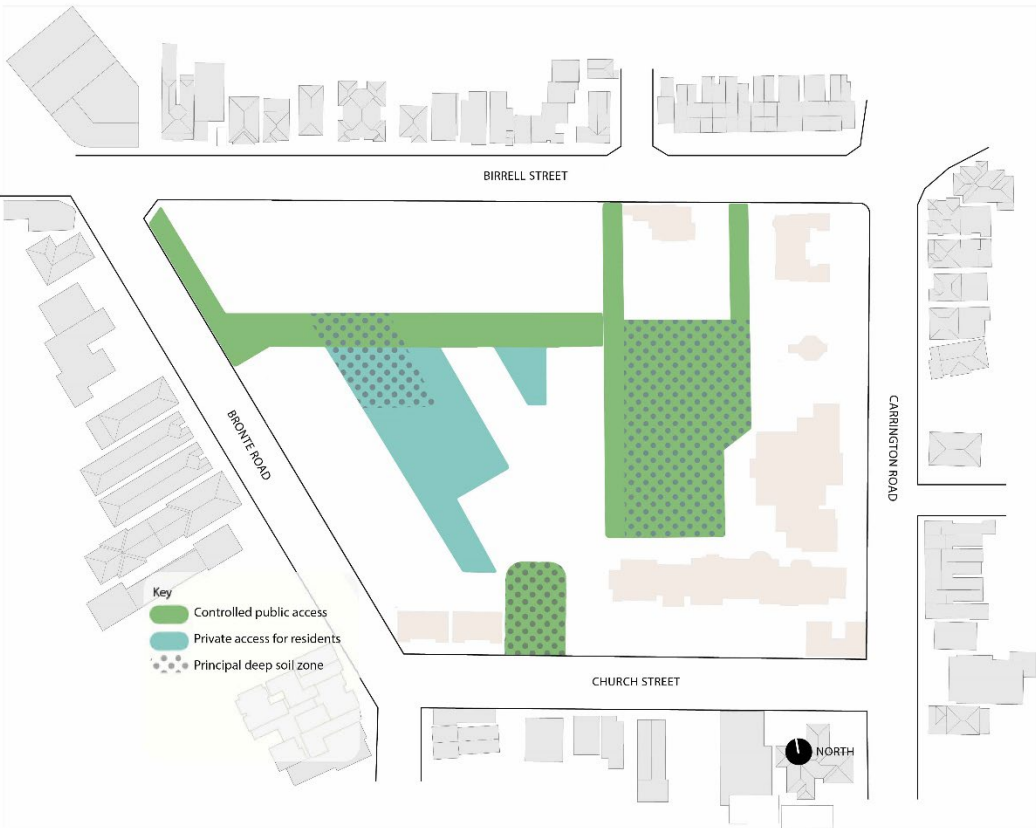 BIRRELL STREET
BRONTE ROAD
CARRINGTON ROAD
Key
Controlled public access
Private access for residents
Principal deep soil zone
CHURCH STREET
NORTH